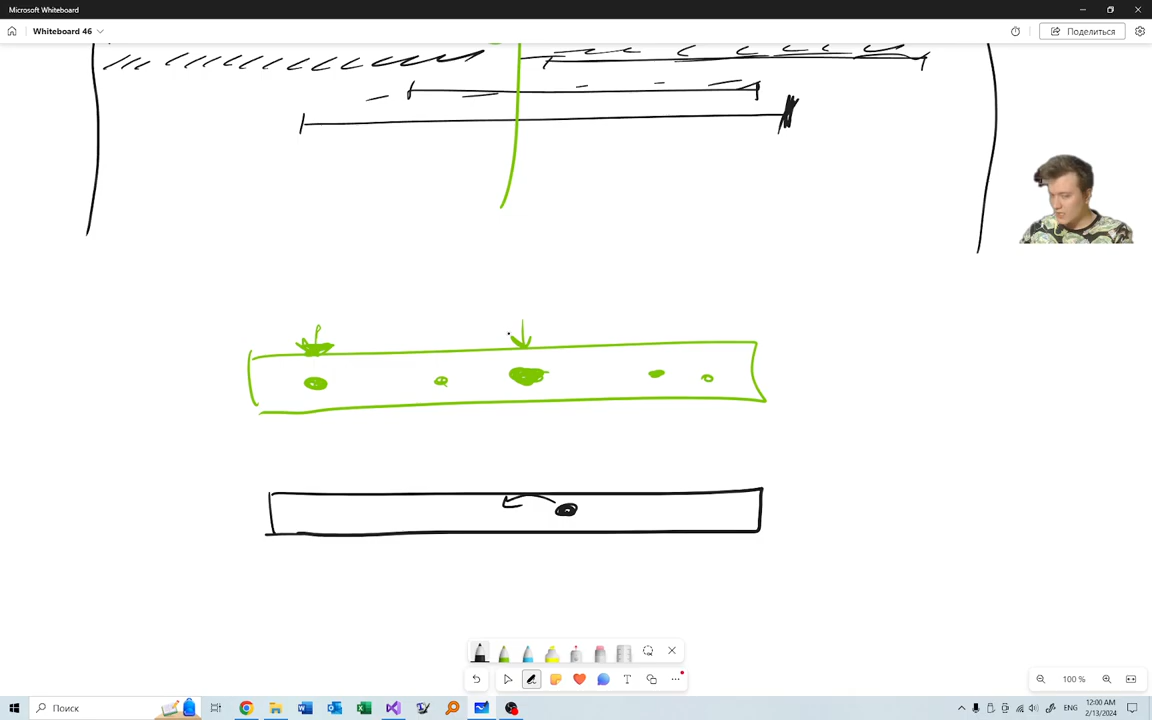 Microsoft Whiteboard
Whiteboard 46
Поделиться
100 %
Поиск
ENG
12:00 AM
2/13/2024